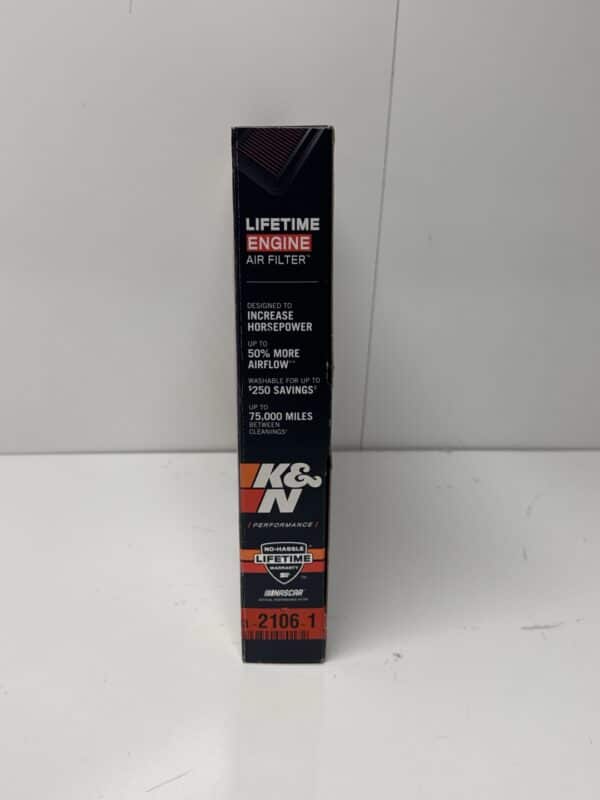 LIFETIME
ENGINE
AIR FILTER™
DESIGNED TO
INCREASE
HORSEPOWER
UP TO
50% MORE
AIRFLOW
WASHABLE FOR UP TO
$250 SAVINGS‡
UP TO
75,000 MILES
BETWEEN
CLEANINGS
K&
N
/ PERFORMANCE /
NO-HASSLE
LIFETIME
WARRANTY
NASCAR
2106-1